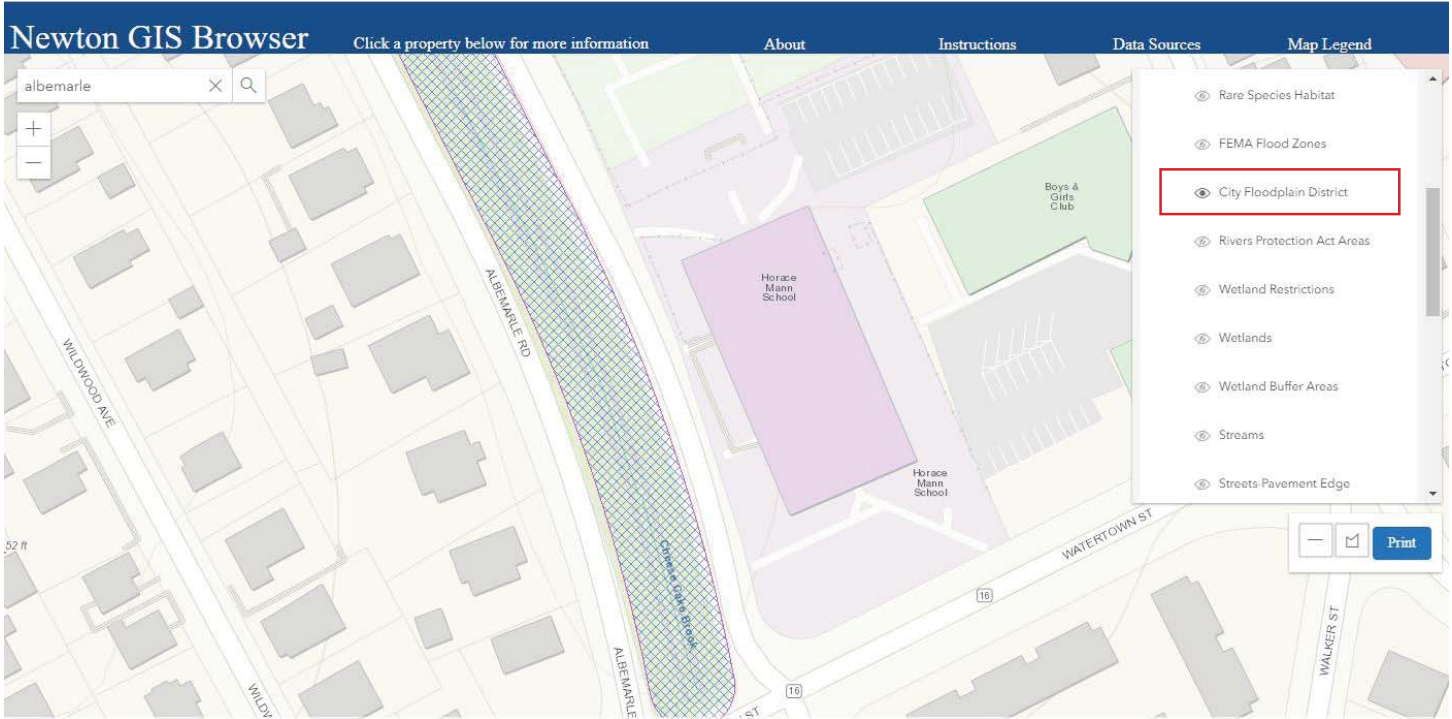 Newton GIS Browser
Click a property below for more information
About
Instructions
Data Sources
Map Legend
albemarle
+
−
Rare Species Habitat
FEMA Flood Zones
City Floodplain District
Rivers Protection Act Areas
Wetland Restrictions
Wetlands
Wetland Buffer Areas
Streams
Streets-Pavement Edge
Print
Boys &
Girls
Club
Horace
Mann
School
Horace
Mann
School
ALBEMARLE RD
WILDWOOD AVE
52 ft
Cheese Cake Brook
WATERTOWN ST
16
WALKER ST
ALBEMARLE
16
ST